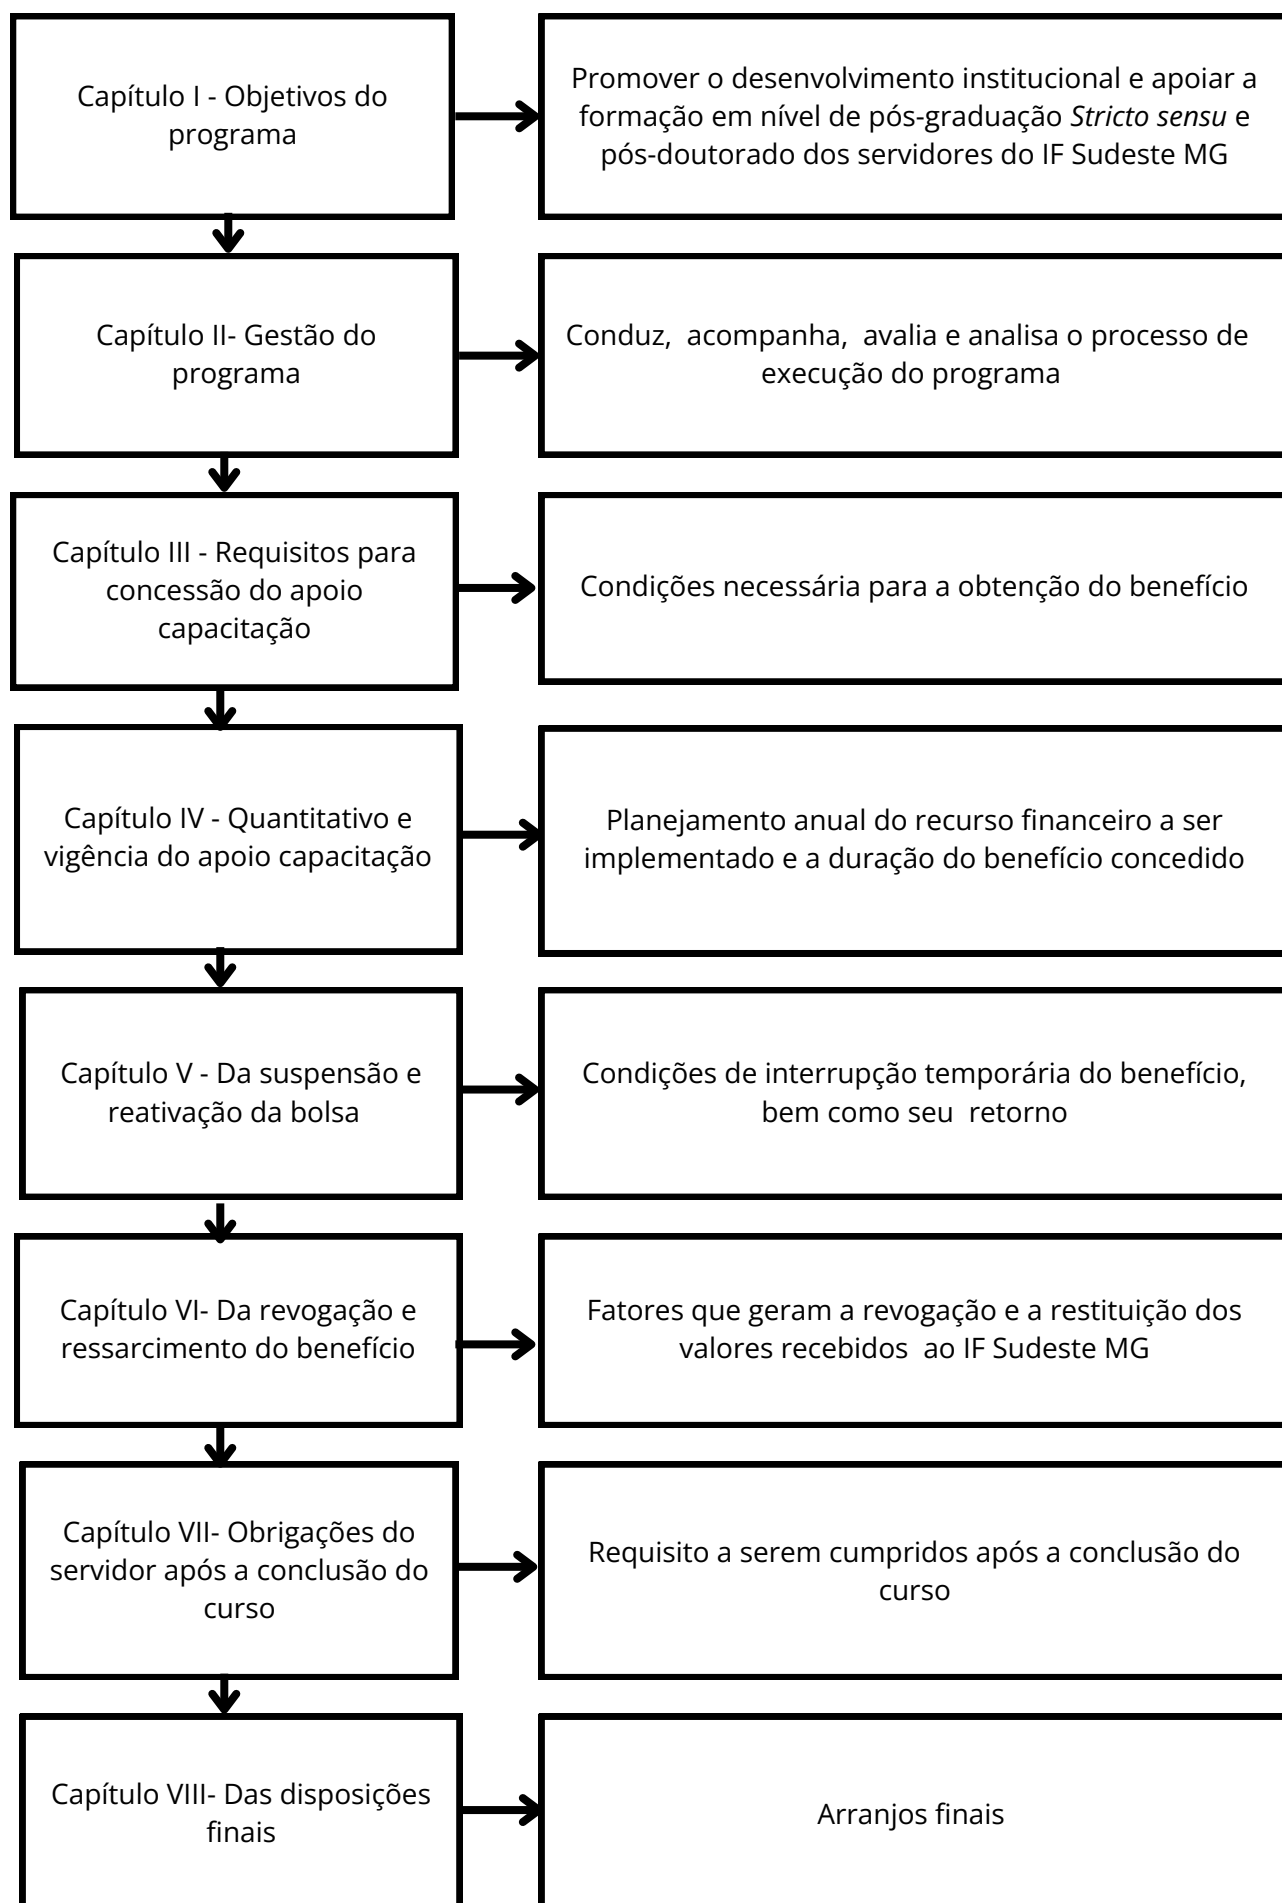 Capítulo I - Objetivos do
programa
Promover o desenvolvimento institucional e apoiar a
formação em nível de pós-graduação Stricto sensu e
pós-doutorado dos servidores do IF Sudeste MG
Capítulo II- Gestão do
programa
Conduz, acompanha, avalia e analisa o processo de
execução do programa
Capítulo III - Requisitos para
concessão do apoio
capacitação
Condições necessária para a obtenção do benefício
Capítulo IV - Quantitativo e
vigência do apoio capacitação
Planejamento anual do recurso financeiro a ser
implementado e a duração do benefício concedido
Capítulo V - Da suspensão e
reativação da bolsa
Condições de interrupção temporária do benefício,
bem como seu retorno
Capítulo VI- Da revogação e
ressarcimento do benefício
Fatores que geram a revogação e a restituição dos
valores recebidos ao IF Sudeste MG
Capítulo VII- Obrigações do
servidor após a conclusão do
curso
Requisito a serem cumpridos após a conclusão do
curso
Capítulo VIII- Das disposições
finais
Arranjos finais